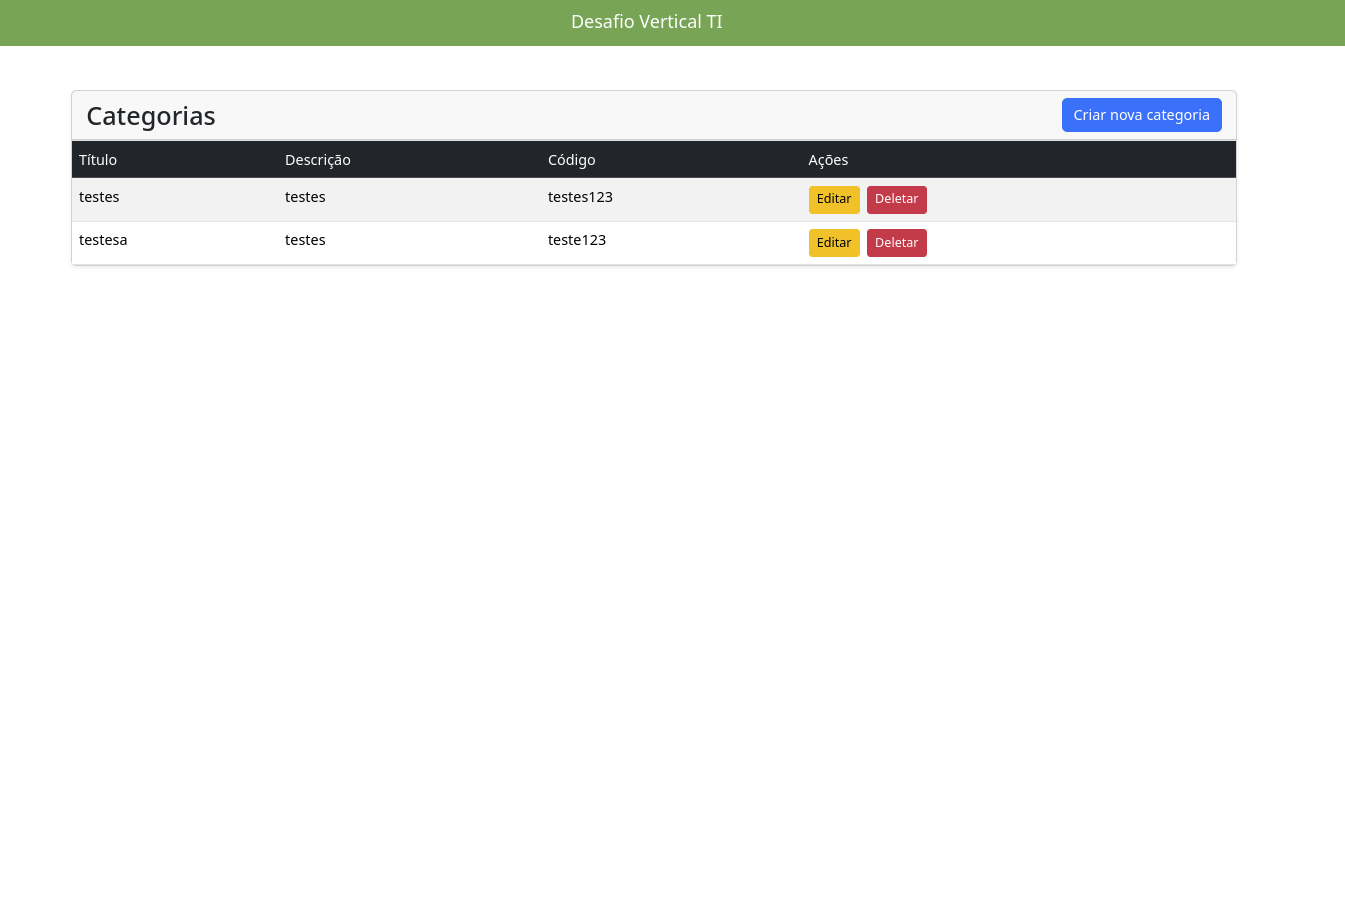 Desafio Vertical TI
Categorias Criar nova categoria
Título Descrição Código Ações
testes testes testes123 Editar Deletar
testesa testes teste123 Editar Deletar